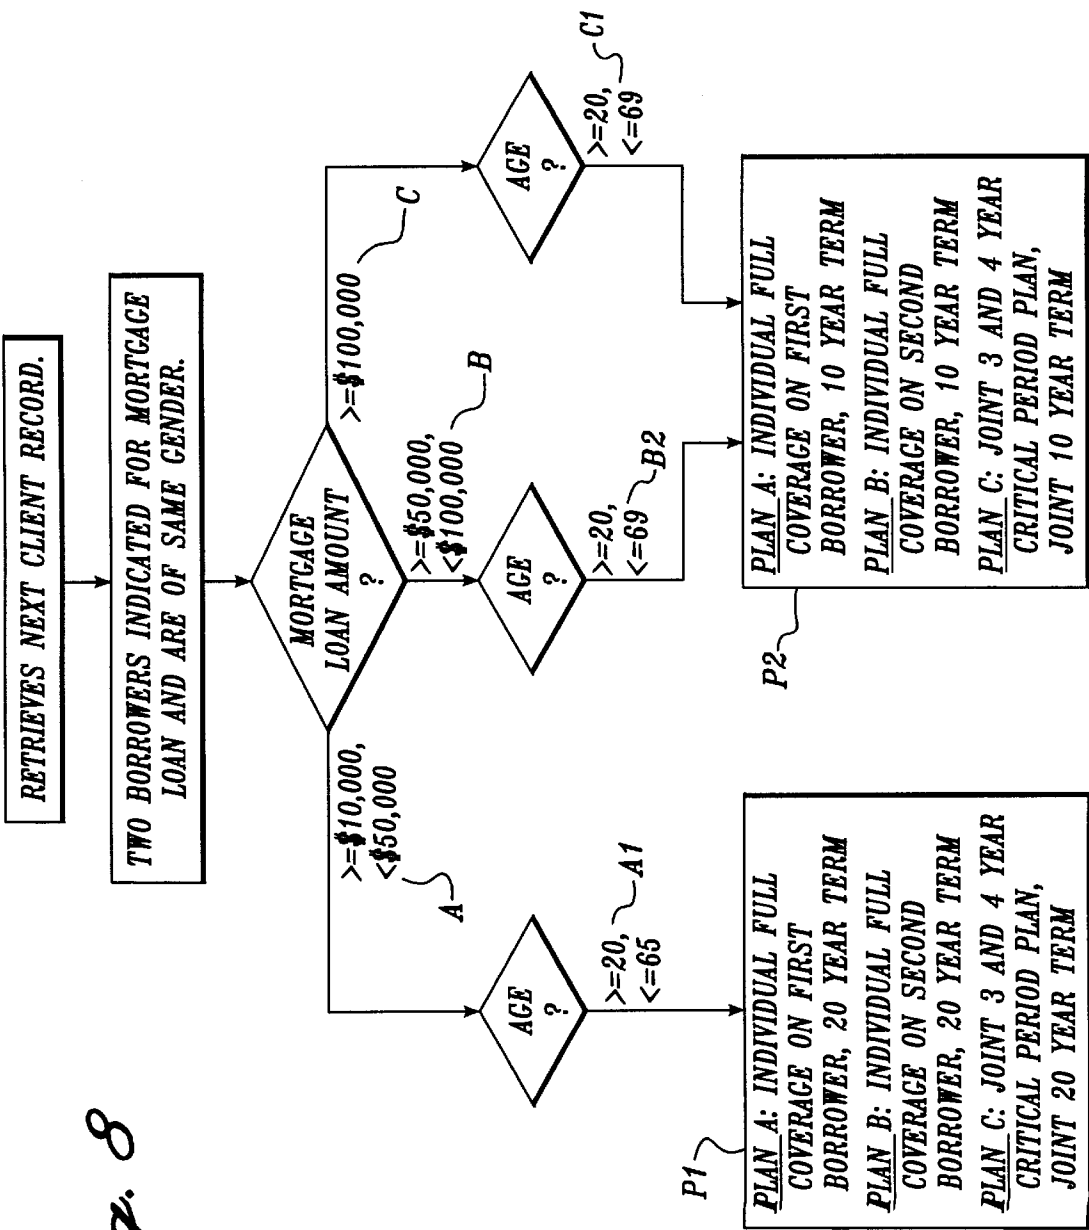 RETRIEVES NEXT CLIENT RECORD.
TWO BORROWERS INDICATED FOR MORTGAGE
LOAN AND ARE OF SAME GENDER.
MORTGAGE
LOAN AMOUNT
?
>=$10,000,
<$50,000
A
>=$50,000,
<$100,000
B
>=$100,000
C
AGE
?
>=20,
<=65
A1
AGE
?
>=20,
<=69
B2
AGE
?
>=20,
<=69
C1
P1
PLAN A: INDIVIDUAL FULL
COVERAGE ON FIRST
BORROWER, 20 YEAR TERM
PLAN B: INDIVIDUAL FULL
COVERAGE ON SECOND
BORROWER, 20 YEAR TERM
PLAN C: JOINT 3 AND 4 YEAR
CRITICAL PERIOD PLAN,
JOINT 20 YEAR TERM
P2
PLAN A: INDIVIDUAL FULL
COVERAGE ON FIRST
BORROWER, 10 YEAR TERM
PLAN B: INDIVIDUAL FULL
COVERAGE ON SECOND
BORROWER, 10 YEAR TERM
PLAN C: JOINT 3 AND 4 YEAR
CRITICAL PERIOD PLAN,
JOINT 10 YEAR TERM
8